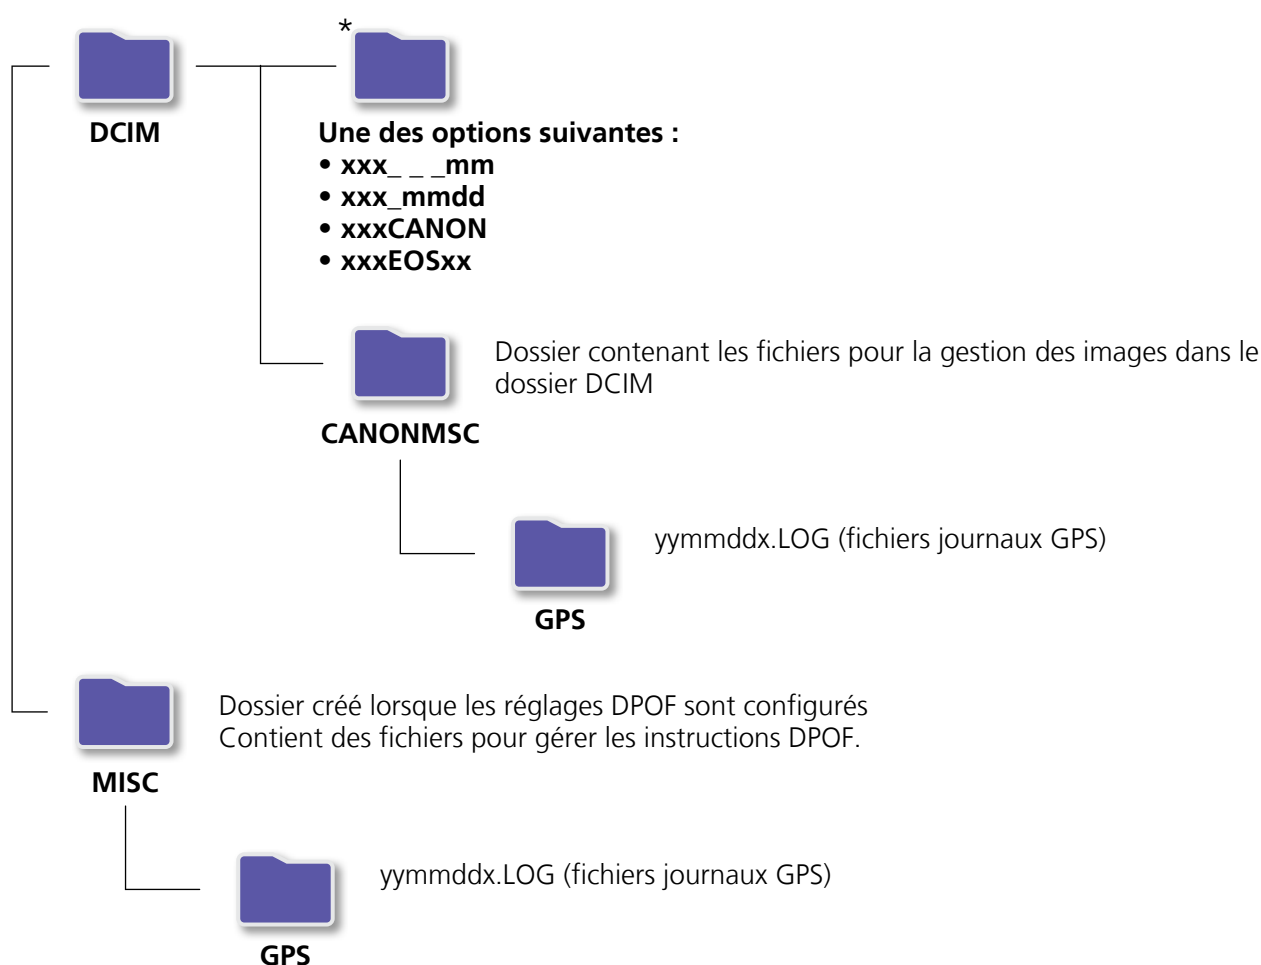 *
DCIM
Une des options suivantes :
• xxx_ _ _mm
• xxx_mmdd
• xxxCANON
• xxxEOSxx
Dossier contenant les fichiers pour la gestion des images dans le
dossier DCIM
CANONMSC
yymmddx.LOG (fichiers journaux GPS)
GPS
Dossier créé lorsque les réglages DPOF sont configurés
Contient des fichiers pour gérer les instructions DPOF.
MISC
yymmddx.LOG (fichiers journaux GPS)
GPS